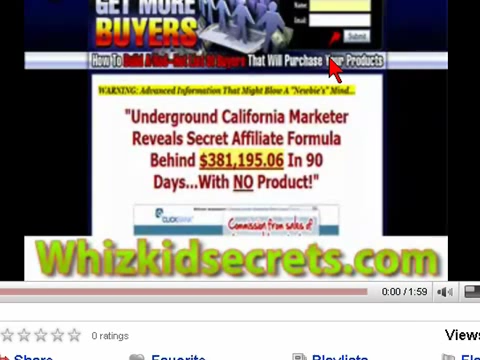 GET MORE
BUYERS
Name:
Email:
Submit
How To Build A Red-Hot List Of Buyers That Will Purchase Your Products
WARNING: Advanced Information That Might Blow A "Newbie's" Mind...
"Underground California Marketer
Reveals Secret Affiliate Formula
Behind $381,195.06 In 90
Days...With NO Product!"
CLICKBANK
Commission from sales of
Whizkidsecrets.com
0:00 / 1:59
0 ratings
Views
Share
Favorite
Playlists
Flag